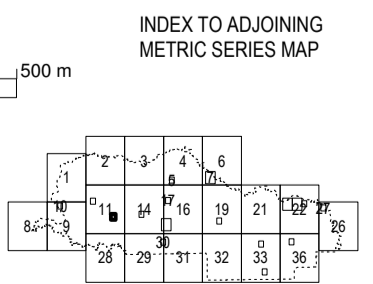 INDEX TO ADJOINING
METRIC SERIES MAP
500 m
2 3 4 6
1 5 7
10 11 14 17 16 19 21 22 27
8 9 26
30
28 29 31 32 33 36